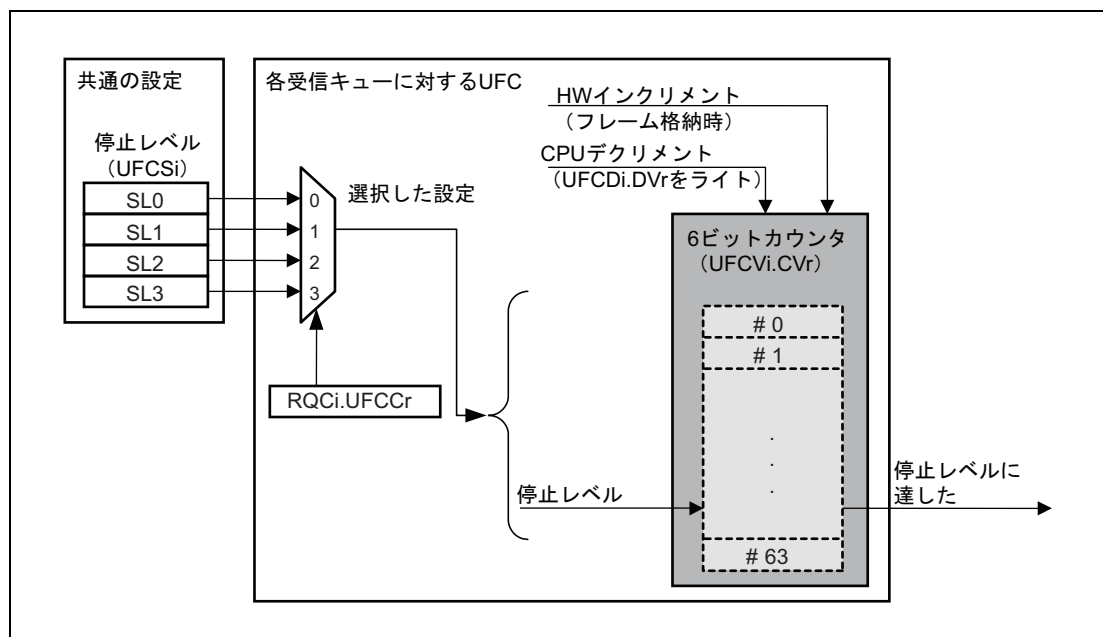 共通の設定
停止レベル
（UFCSi）
SL0
SL1
SL2
SL3
各受信キューに対するUFC
0
1
2
3
選択した設定
RQCi.UFCCr
HWインクリメント
（フレーム格納時）
CPUデクリメント
（UFCDi.DVrをライト）
6ビットカウンタ
（UFCVi.CVr）
# 0
# 1
.
.
.
# 63
停止レベル
停止レベルに
達した